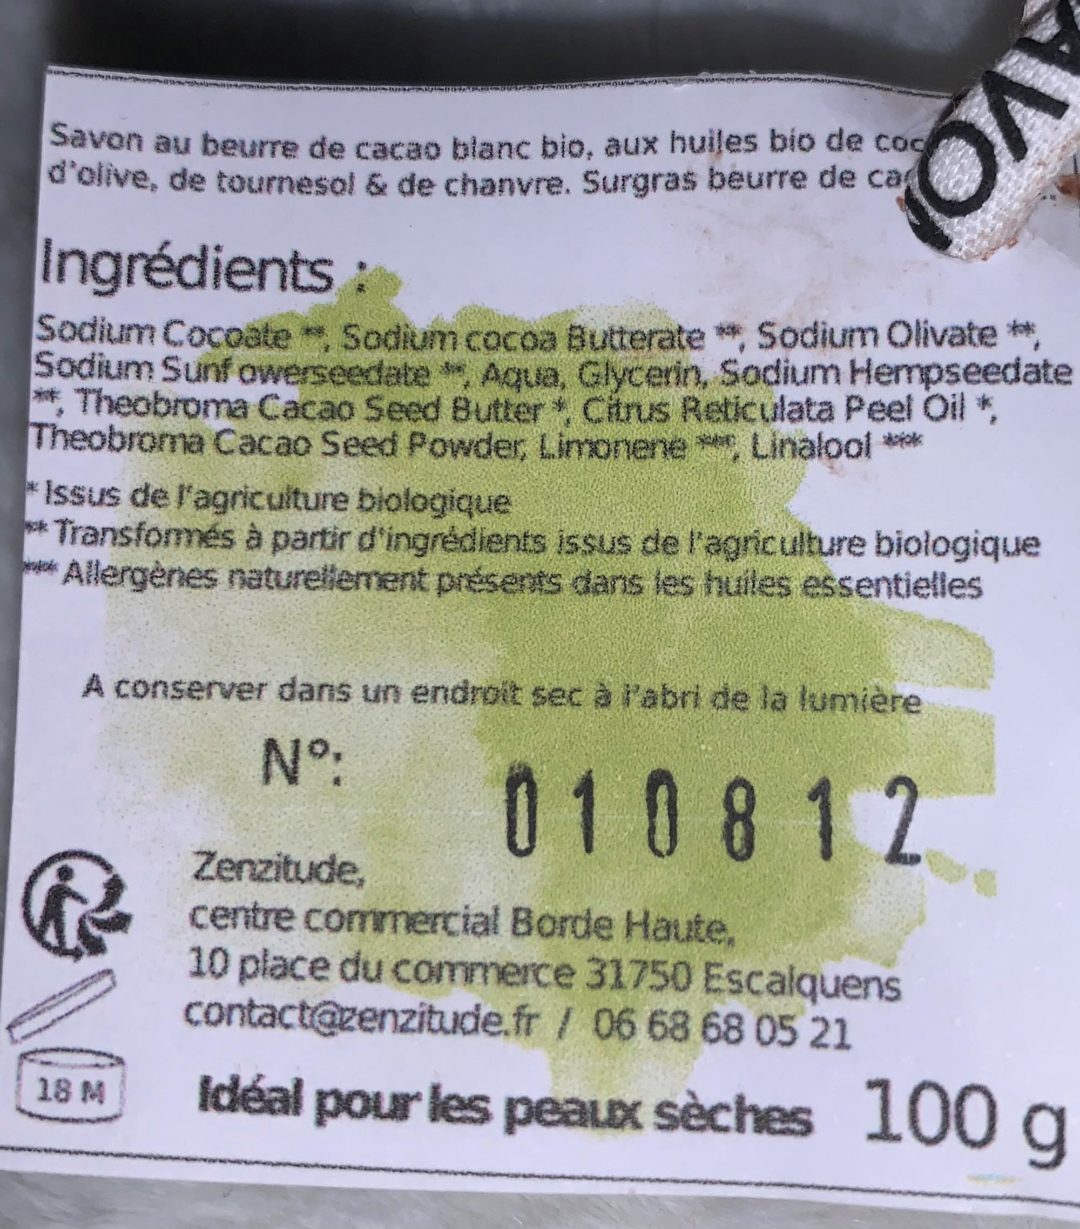 Savon au beurre de cacao blanc bio, aux huiles bio de
d'olive, de tournesol & de chanvre. Surgras beurre de
AVO
Ingrédients :
Sodium Cocoate **, Sodium cocoa Butterate **, Sodium Olivate **,
Sodium Sunf owerseedate **, Aqua, Glycerin, Sodium Hempseedate
**, Theobroma Cacao Seed Butter *, Citrus Reticulata Peel Oil *,
Theobroma Cacao Seed Powder, Limonene ***, Linalool ***
* Issus de l'agriculture biologique
** Transformés à partir d'ingrédients issus de l'agriculture biologique
*** Allergènes naturellement présents dans les huiles essentielles
A conserver dans un endroit sec à l'abri de la lumière
N°:
010812
Zenzitude,
centre commercial Borde Haute,
10 place du commerce 31750 Escalquens
contact@zenzitude.fr / 06 68 68 05 21
18 M
Idéal pour les peaux sèches 100 g